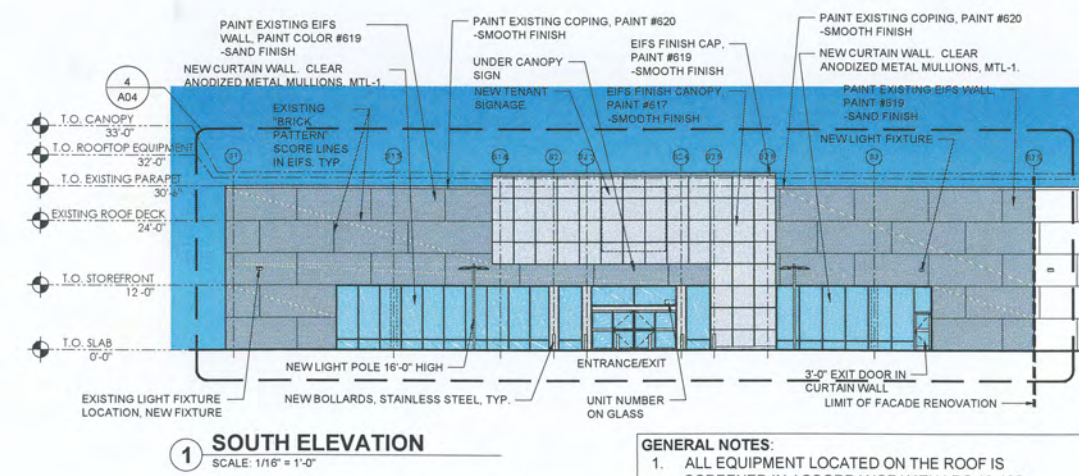 PAINT EXISTING EIFS
WALL, PAINT COLOR #619
-SAND FINISH
PAINT EXISTING COPING, PAINT #620
-SMOOTH FINISH
EIFS FINISH CAP,
PAINT #619
-SMOOTH FINISH
PAINT EXISTING COPING, PAINT #620
-SMOOTH FINISH
NEW CURTAIN WALL. CLEAR
ANODIZED METAL MULLIONS, MTL-1.
UNDER CANOPY
SIGN
NEW TENANT
SIGNAGE
EIFS FINISH CANOPY,
PAINT #617
-SMOOTH FINISH
NEW CURTAIN WALL. CLEAR
ANODIZED METAL MULLIONS, MTL-1.
PAINT EXISTING EIFS WALL,
PAINT #619
-SAND FINISH
NEW LIGHT FIXTURE
4
A04
EXISTING
"BRICK
PATTERN"
SCORE LINES
IN EIFS. TYP
T.O. CANOPY
33'-0"
T.O. ROOFTOP EQUIPMENT
32'-0"
T.O. EXISTING PARAPET
30'-6"
EXISTING ROOF DECK
24'-0"
T.O. STOREFRONT
12'-0"
T.O. SLAB
0'-0"
NEW LIGHT POLE 16'-0" HIGH
ENTRANCE/EXIT
3'-0" EXIT DOOR IN
CURTAIN WALL
EXISTING LIGHT FIXTURE
LOCATION, NEW FIXTURE
NEW BOLLARDS, STAINLESS STEEL, TYP.
UNIT NUMBER
ON GLASS
LIMIT OF FACADE RENOVATION
1 SOUTH ELEVATION
SCALE: 1/16" = 1'-0"
GENERAL NOTES:
1. ALL EQUIPMENT LOCATED ON THE ROOF IS